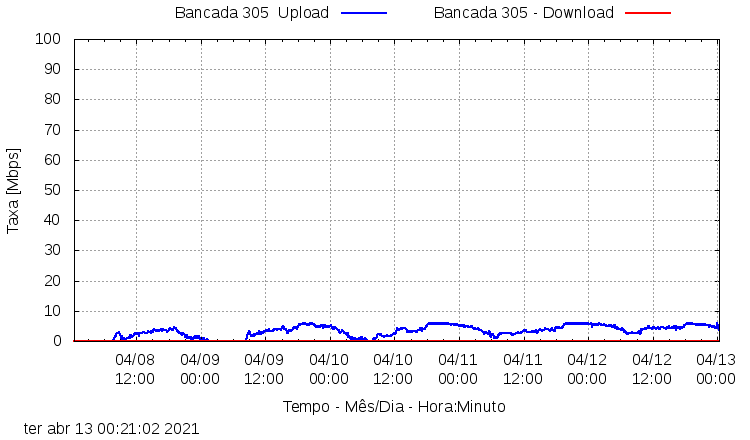 Bancada 305  Upload
Bancada 305 - Download
100
90
80
70
60
50
40
30
20
10
0
Taxa [Mbps]
04/08 04/09 04/09 04/10 04/10 04/11 04/11 04/12 04/12 04/13
12:00 00:00 12:00 00:00 12:00 00:00 12:00 00:00 12:00 00:00
Tempo - Mês/Dia - Hora:Minuto
ter abr 13 00:21:02 2021